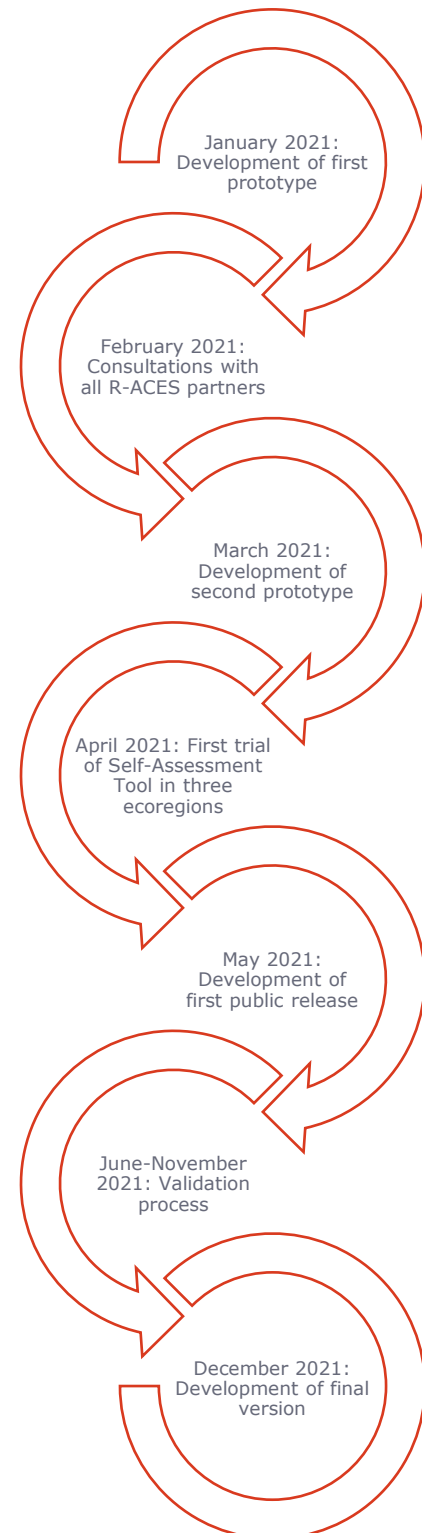 January 2021:
Development of first
prototype
February 2021:
Consultations with
all R-ACES partners
March 2021:
Development of
second prototype
April 2021: First trial
of Self-Assessment
Tool in three
ecoregions
May 2021:
Development of
first public release
June-November
2021: Validation
process
December 2021:
Development of final
version